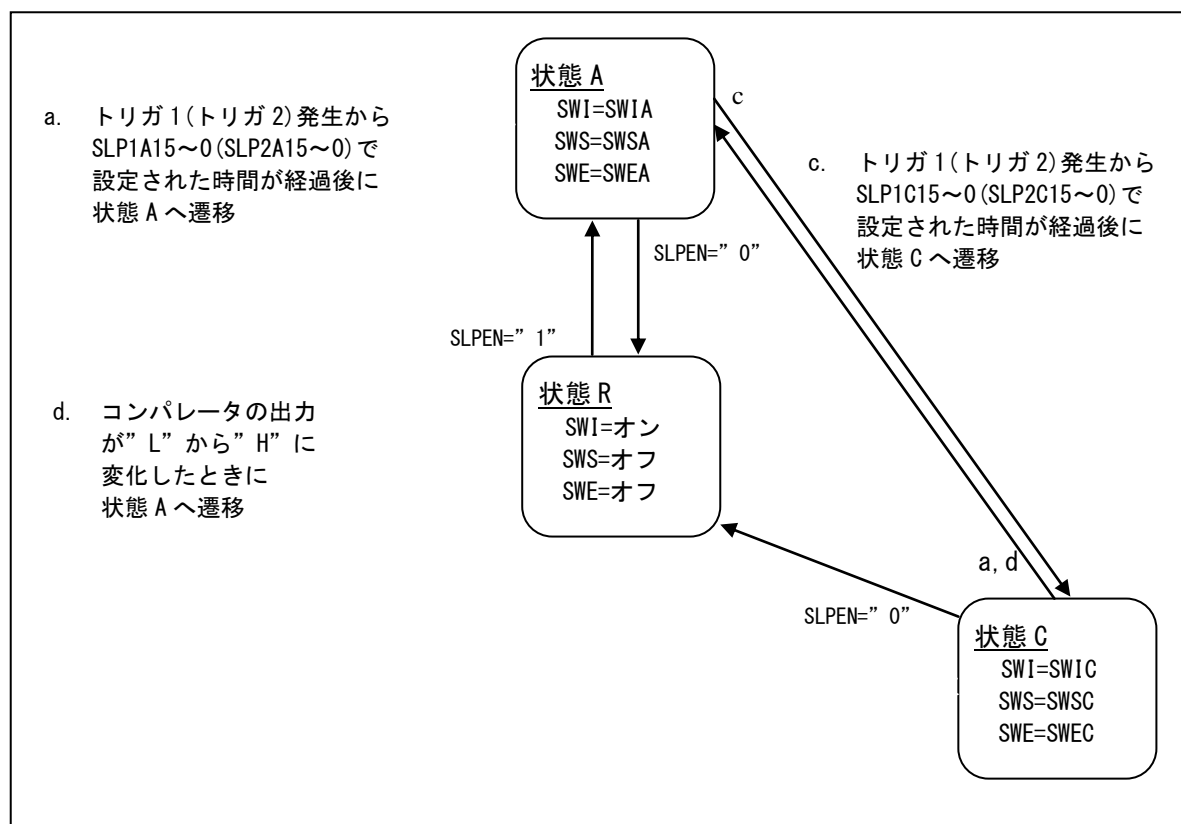 状態 A
SWI=SWIA
SWS=SWSA
SWE=SWEA
a. トリガ 1(トリガ 2)発生から
SLP1A15~0(SLP2A15~0)で
設定された時間が経過後に
状態 A へ遷移
c
c. トリガ 1(トリガ 2)発生から
SLP1C15~0(SLP2C15~0)で
設定された時間が経過後に
状態 C へ遷移
SLPEN=”0”
SLPEN=”1”
状態 R
SWI=オン
SWS=オフ
SWE=オフ
d. コンパレータの出力
が”L”から”H”に
変化したときに
状態 A へ遷移
a, d
SLPEN=”0”
状態 C
SWI=SWIC
SWS=SWSC
SWE=SWEC